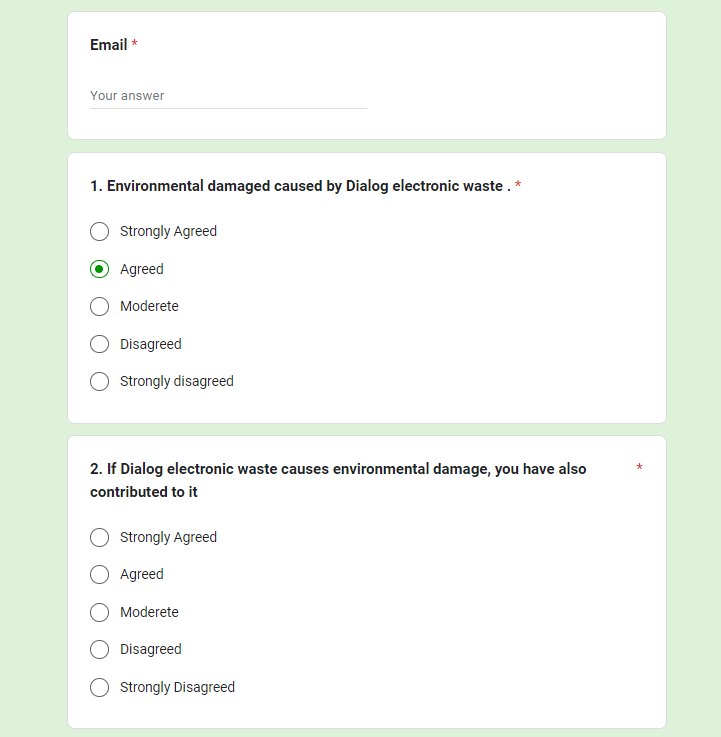 Email *
Your answer
1. Environmental damaged caused by Dialog electronic waste . *
Strongly Agreed
Agreed
Moderete
Disagreed
Strongly disagreed
2. If Dialog electronic waste causes environmental damage, you have also *
contributed to it
Strongly Agreed
Agreed
Moderete
Disagreed
Strongly Disagreed